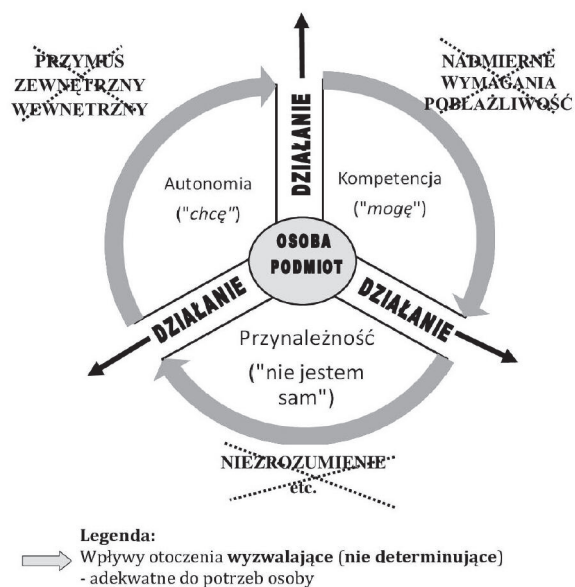 PRZYMUS
ZEWNĘTRZNY
WEWNĘTRZNY
NADMIERNE
WYMAGANIA
POBŁAŻLIWOŚĆ
DZIAŁANIE
Autonomia
("chcę")
Kompetencja
("mogę")
OSOBA
PODMIOT
DZIAŁANIE
DZIAŁANIE
Przynależność
("nie jestem
sam")
NIEZROZUMIENIE
etc.
Legenda:
Wpływy otoczenia wyzwalające (nie determinujące)
- adekwatne do potrzeb osoby